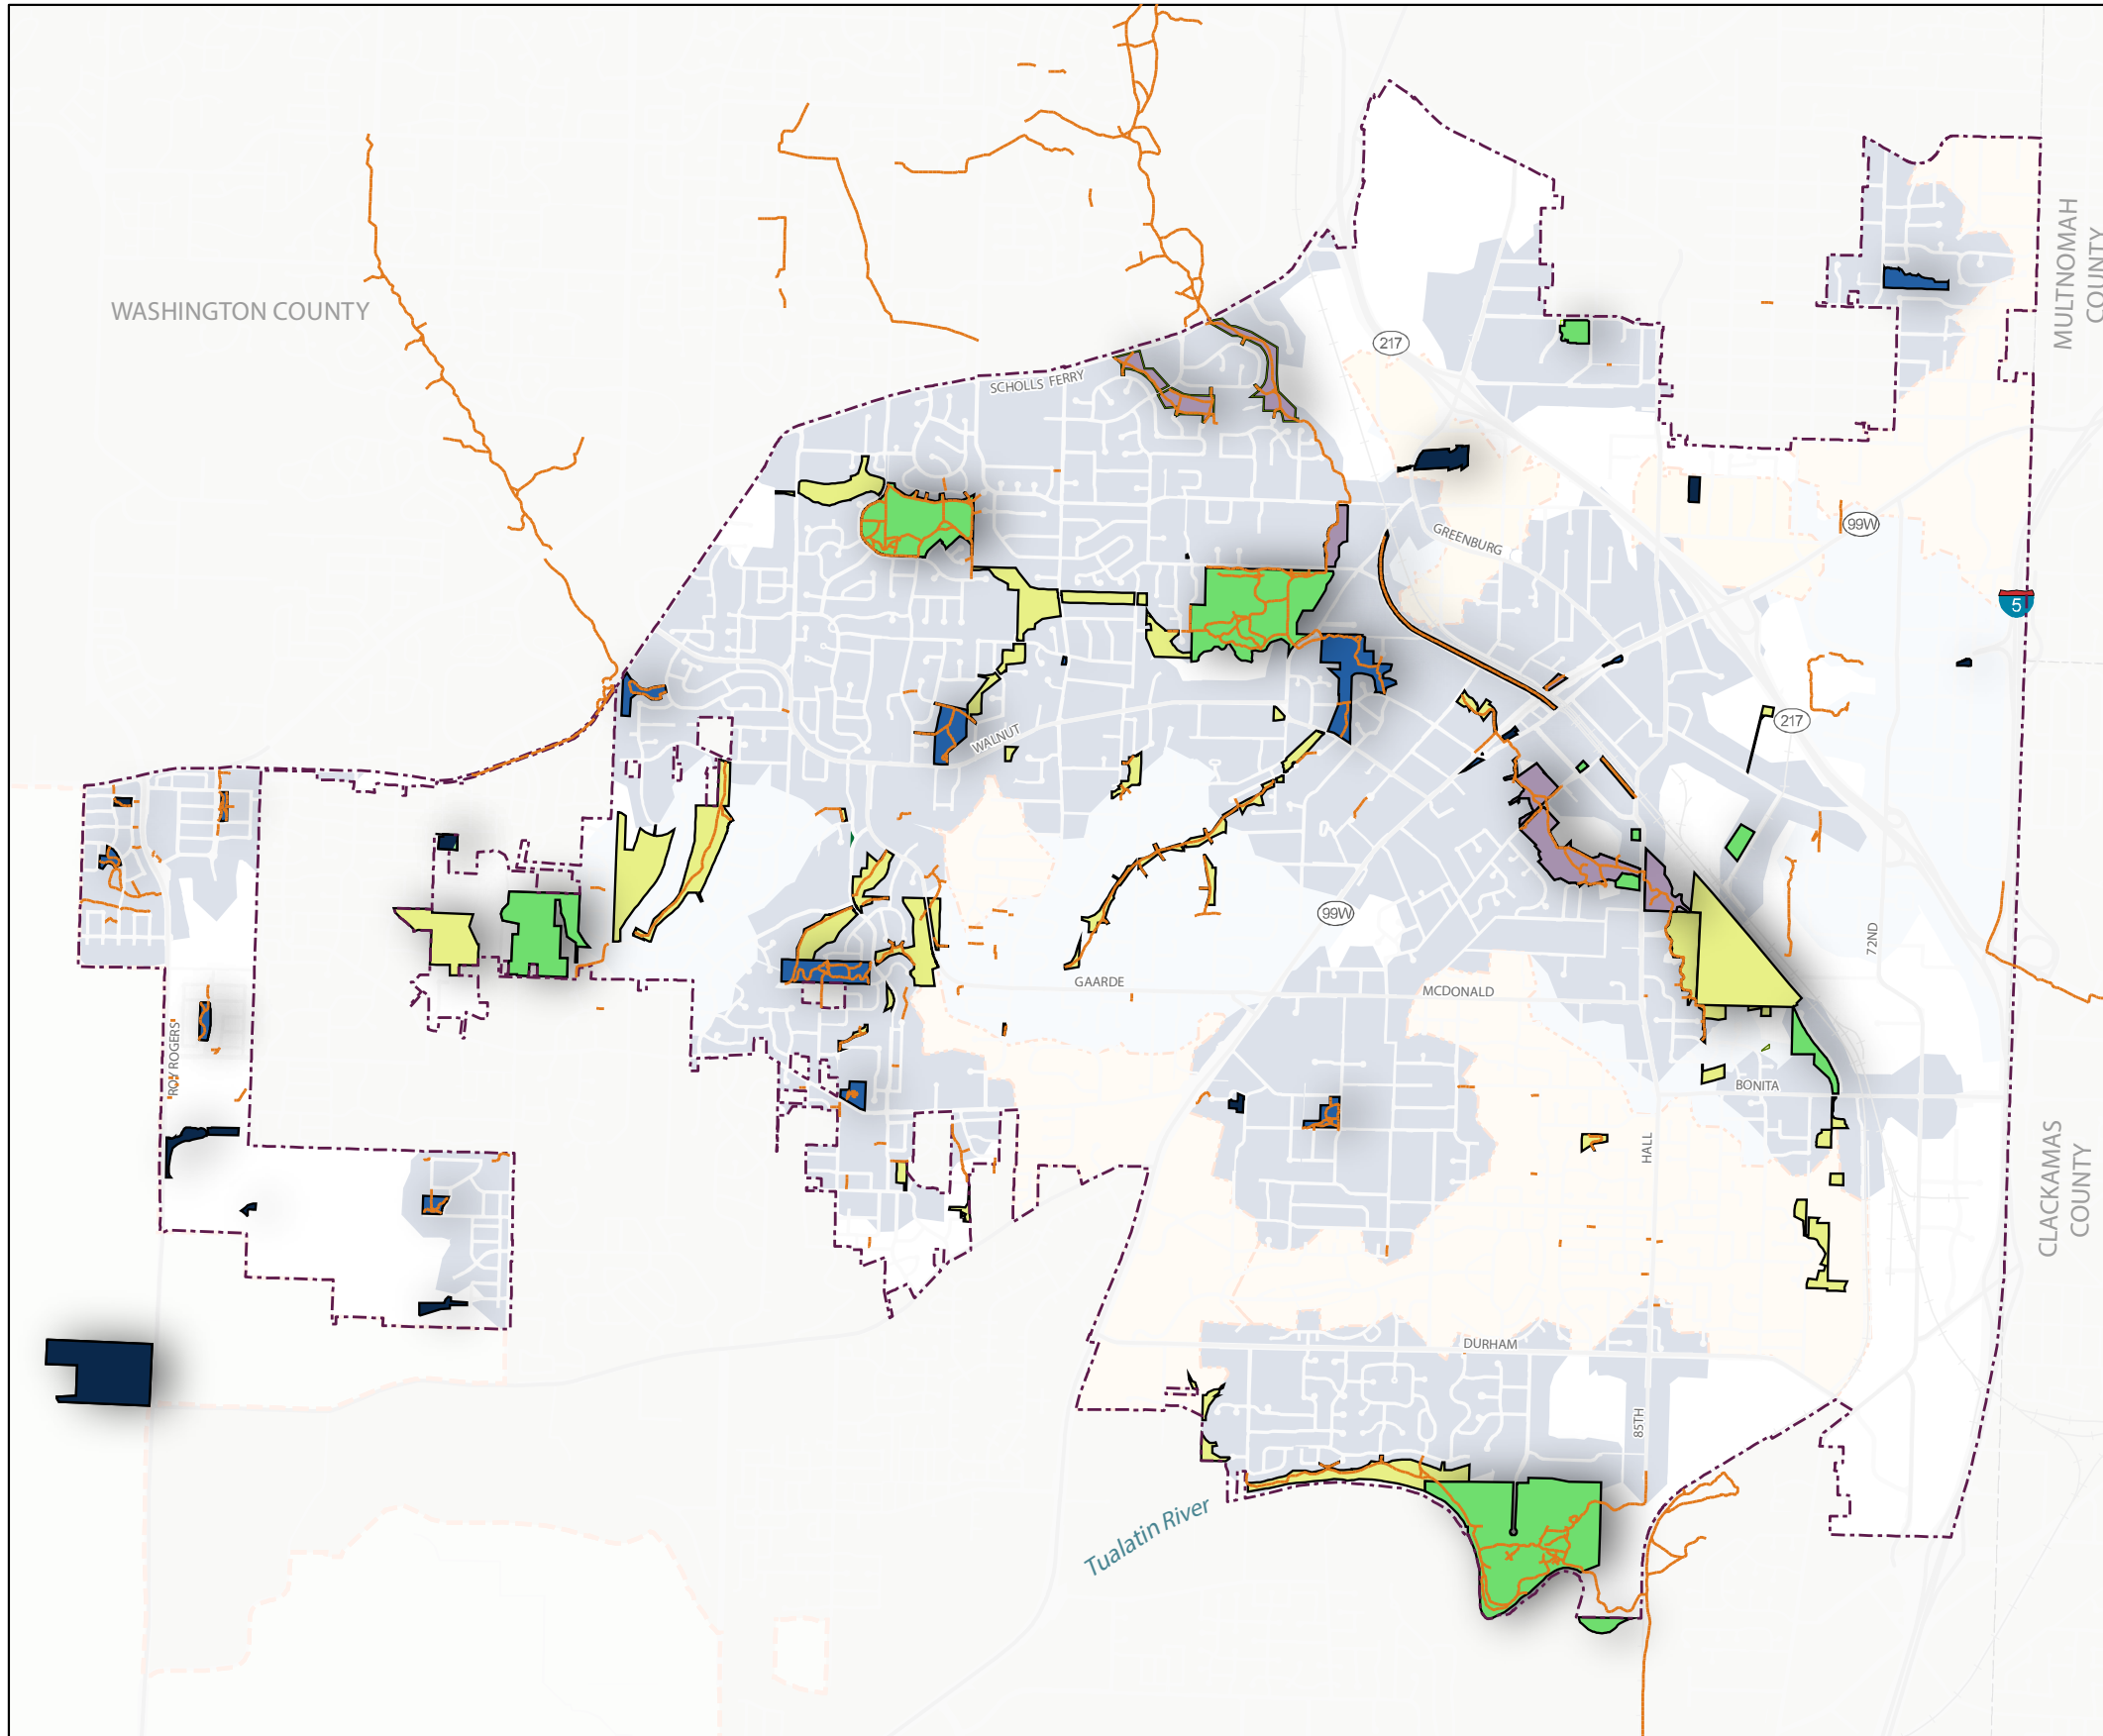 MULTNOMAH
COUNTY
WASHINGTON COUNTY
217
SCHOLLS FERRY
99W
GREENBURG
5
217
WALNUT
99W
72ND
GAARDE
MCDONALD
ROY ROGERS
BONITA
HALL
CLACKAMAS
COUNTY
DURHAM
85TH
Tualatin River